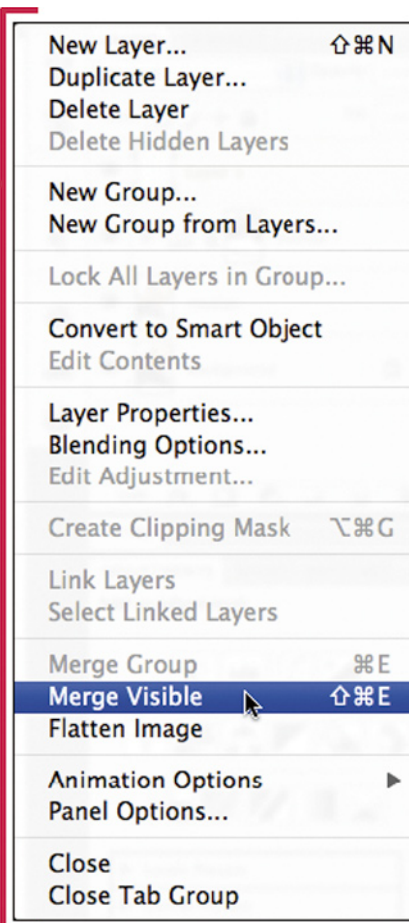 New Layer... ⇧⌘N
Duplicate Layer...
Delete Layer
Delete Hidden Layers
New Group...
New Group from Layers...
Lock All Layers in Group...
Convert to Smart Object
Edit Contents
Layer Properties...
Blending Options...
Edit Adjustment...
Create Clipping Mask ⌥⌘G
Link Layers
Select Linked Layers
Merge Group ⌘E
Merge Visible ⇧⌘E
Flatten Image
Animation Options ▶
Panel Options...
Close
Close Tab Group